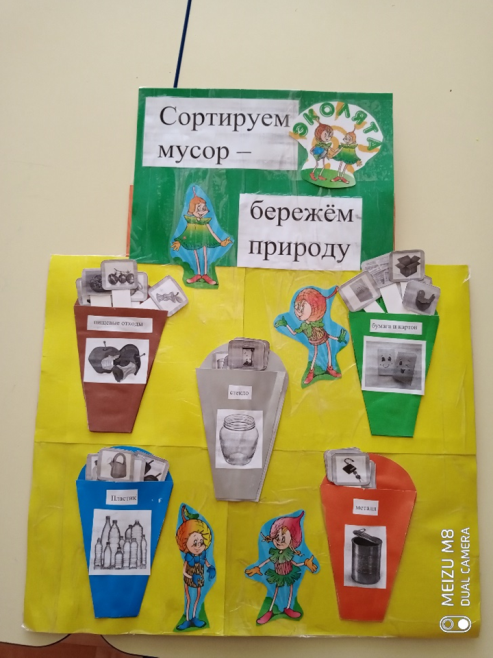 Сортируем
мусор –
ЭКОЛЯТА
бережём
природу
пищевые отходы
бумага и картон
стекло
Пластик
металл
MEIZU M8
DUAL CAMERA